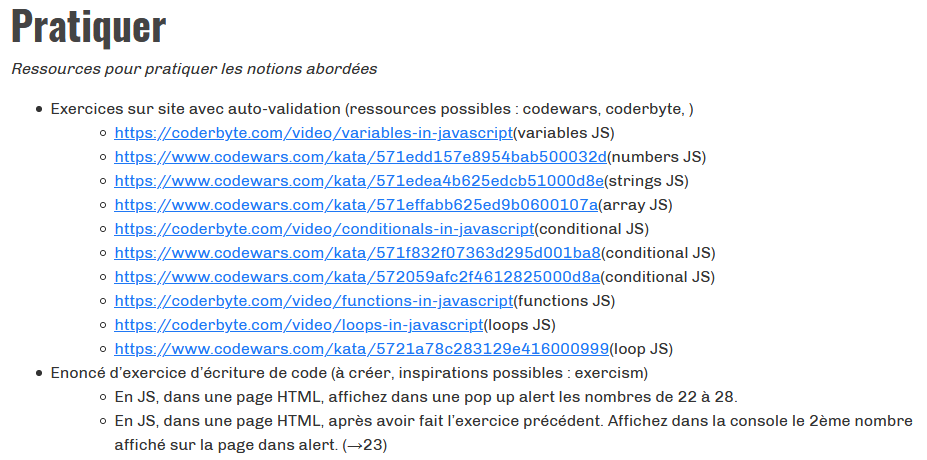 Pratiquer
Ressources pour pratiquer les notions abordées
Exercices sur site avec auto-validation (ressources possibles : codewars, coderbyte, )
https://coderbyte.com/video/variables-in-javascript(variables JS)
https://www.codewars.com/kata/571edd157e8954bab500032d(numbers JS)
https://www.codewars.com/kata/571edea4b625edcb51000d8e(strings JS)
https://www.codewars.com/kata/571effabb625ed9b0600107a(array JS)
https://coderbyte.com/video/conditionals-in-javascript(conditional JS)
https://www.codewars.com/kata/571f832f07363d295d001ba8(conditional JS)
https://www.codewars.com/kata/572059afc2f4612825000d8a(conditional JS)
https://coderbyte.com/video/functions-in-javascript(functions JS)
https://coderbyte.com/video/loops-in-javascript(loops JS)
https://www.codewars.com/kata/5721a78c283129e416000999(loop JS)
Enoncé d’exercice d’écriture de code (à créer, inspirations possibles : exercism)
En JS, dans une page HTML, affichez dans une pop up alert les nombres de 22 à 28.
En JS, dans une page HTML, après avoir fait l’exercice précédent. Affichez dans la console le 2ème nombre
affiché sur la page dans alert. (→23)